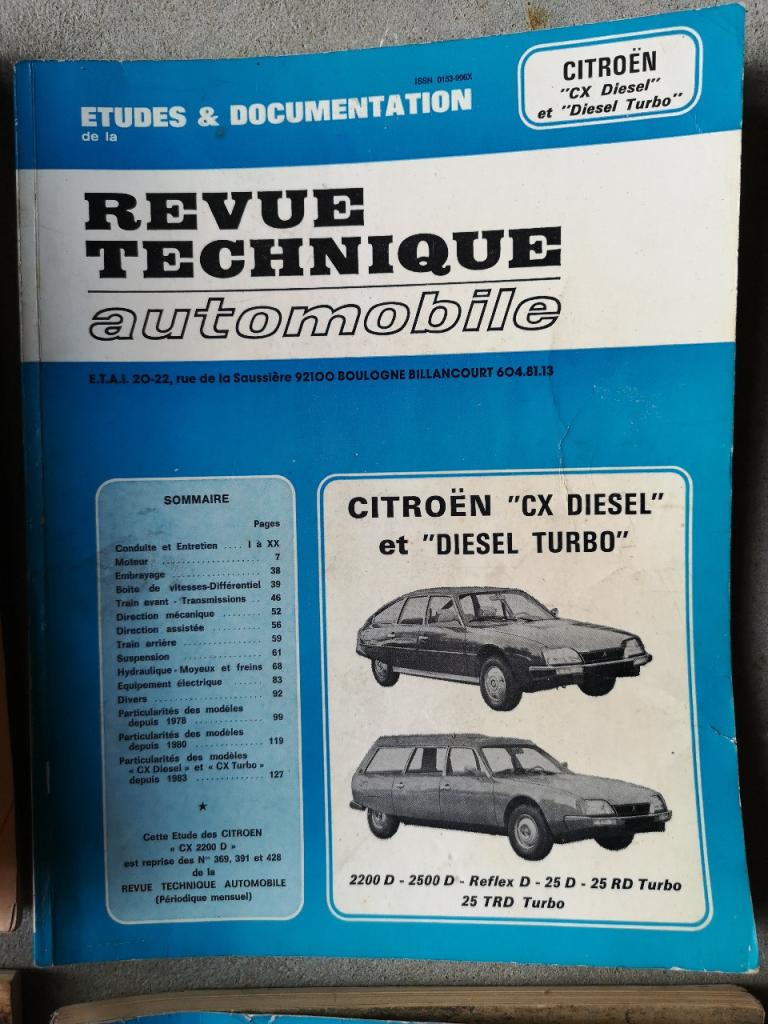 ISSN 0153-906X
ETUDES & DOCUMENTATION
de la
CITROËN
"CX Diesel"
et "Diesel Turbo"
REVUE
TECHNIQUE
automobile
E.T.A.I. 20-22, rue de la Saussière 92100 BOULOGNE BILLANCOURT 604.81.13
SOMMAIRE
Pages
Conduite et Entretien .... I à XX
Moteur .................... 7
Embrayage .................. 38
Boîte de vitesses-Différentiel 39
Train avant - Transmissions .. 46
Direction mécanique ........ 52
Direction assistée .......... 56
Train arrière ................ 59
Suspension ................ 61
Hydraulique - Moyeux et freins 68
Equipement électrique 83
Divers ...................... 92
Particularités des modèles
depuis 1978 .............. 99
Particularités des modèles
depuis 1980 .............. 119
Particularités des modèles
« CX Diesel » et « CX Turbo »
depuis 1983 .............. 127
★
Cette Etude des CITROEN
« CX 2200 D »
est reprise des Nos 369, 391 et 428
de la
REVUE TECHNIQUE AUTOMOBILE
(Périodique mensuel)
CITROËN "CX DIESEL"
et "DIESEL TURBO"
2200 D - 2500 D - Reflex D - 25 D - 25 RD Turbo
25 TRD Turbo